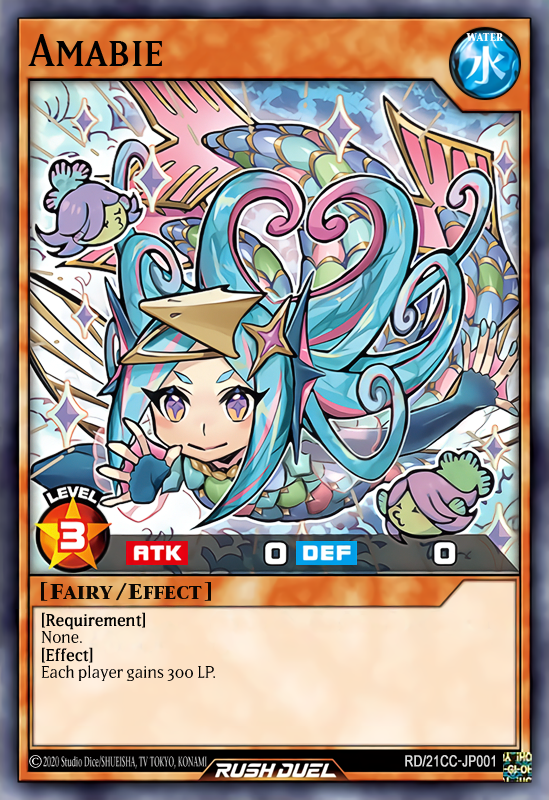 Amabie
WATER
水
LEVEL
3
ATK 0 DEF 0
[Fairy/Effect]
[Requirement]
None.
[Effect]
Each player gains 300 LP.
©2020 Studio Dice/SHUEISHA, TV TOKYO, KONAMI
RUSH DUEL
RD/21CC-JP001